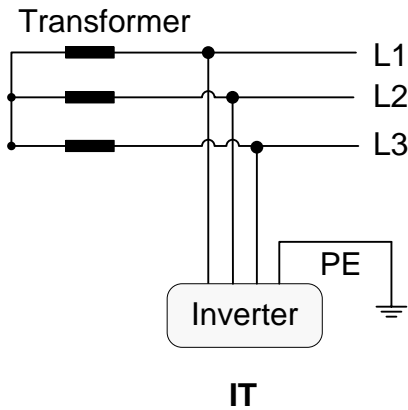 Transformer
L1
L2
L3
PE
Inverter
IT